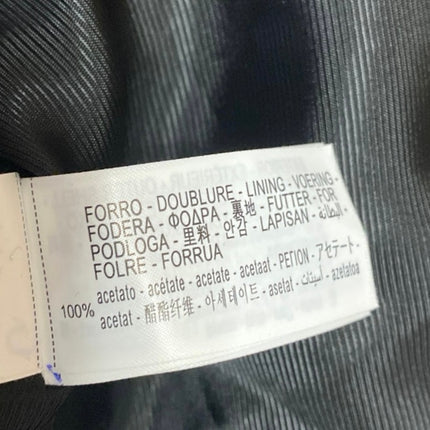 FORRO - DOUBLURE - LINING - VOERING -
FODERA - ΦΟΔΡΑ - 裏地 - FUTTER - FOR
PODLOGA - 里料 - 안감 - LAPISAN - البطانة -
FOLRE - FORRUA
100% acetato - acétate - acetate - acetaat - ΡΕΓΙΟΝ - アセテート -
acetat - 醋酯纤维 - 아세테이트 - asetat - أسيتات - azetatoa